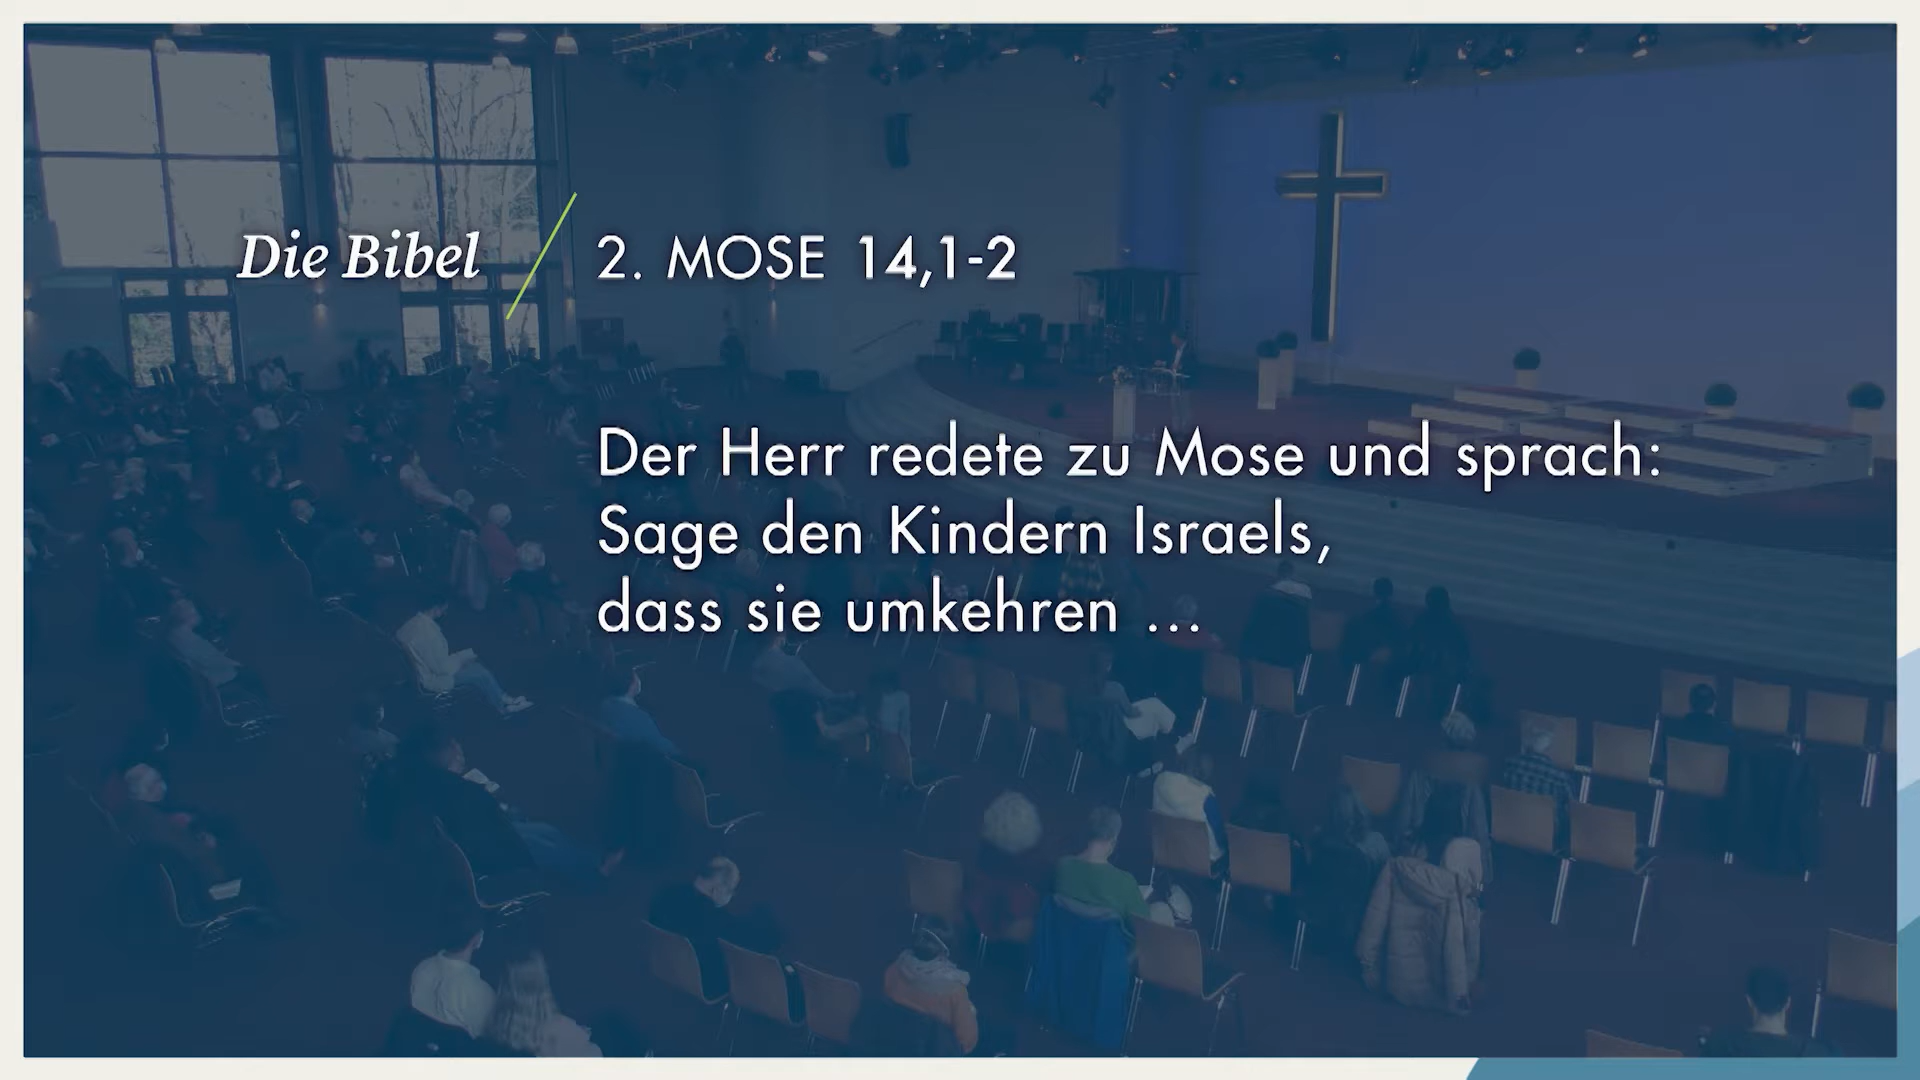 Die Bibel / 2. MOSE 14,1-2
Der Herr redete zu Mose und sprach:
Sage den Kindern Israels,
dass sie umkehren ...